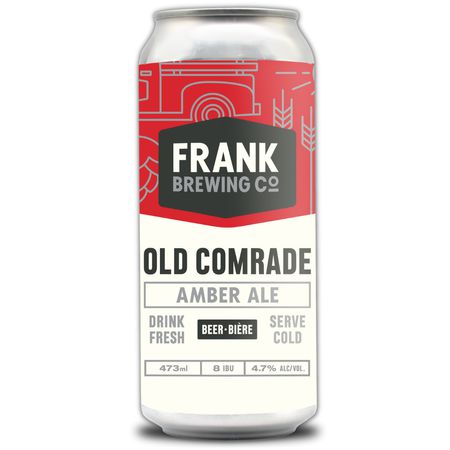 FRANK
BREWING CO
OLD COMRADE
AMBER ALE
DRINK FRESH
BEER·BIÈRE
SERVE COLD
473ml
8 IBU
4.7% ALC/VOL.